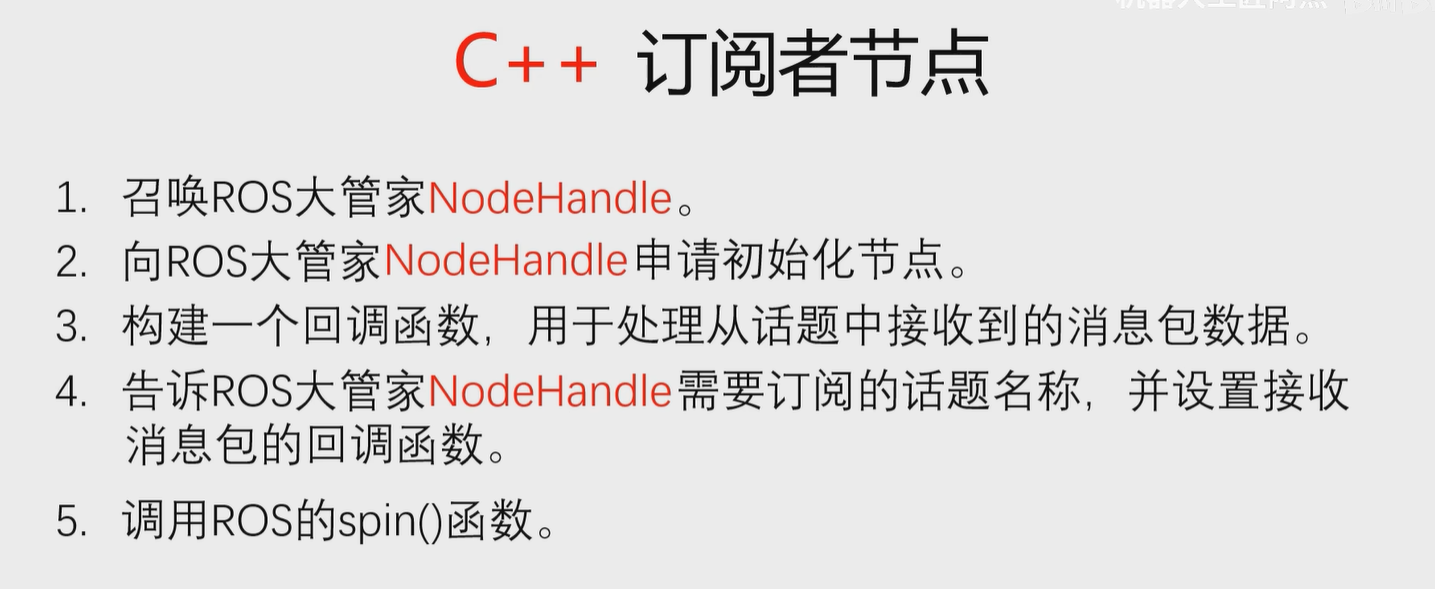 C++ 订阅者节点
1. 召唤ROS大管家NodeHandle。
2. 向ROS大管家NodeHandle申请初始化节点。
3. 构建一个回调函数，用于处理从话题中接收到的消息包数据。
4. 告诉ROS大管家NodeHandle需要订阅的话题名称，并设置接收
消息包的回调函数。
5. 调用ROS的spin()函数。